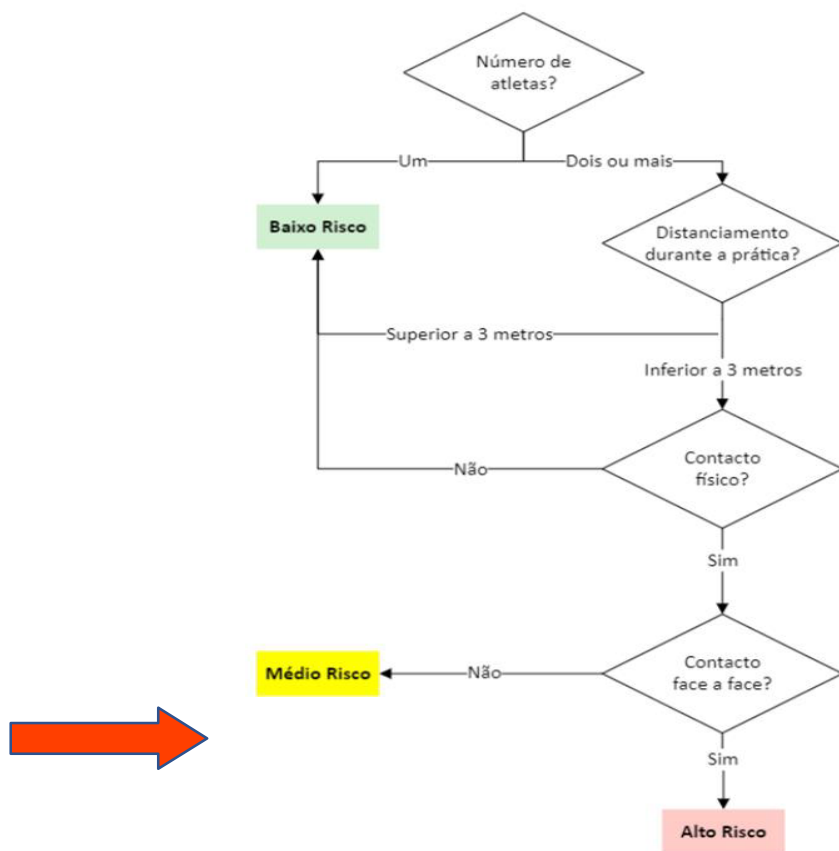 Número de
atletas?
Um
Dois ou mais
Baixo Risco
Distanciamento
durante a prática?
Superior a 3 metros
Inferior a 3 metros
Contacto
físico?
Não
Sim
Contacto
face a face?
Não
Médio Risco
Sim
Alto Risco